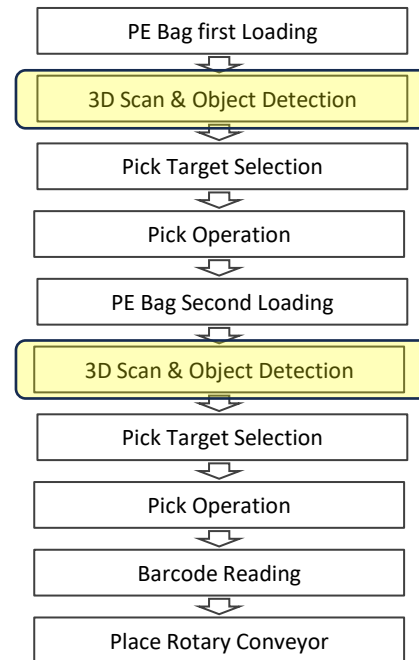 PE Bag first Loading
3D Scan & Object Detection
Pick Target Selection
Pick Operation
PE Bag Second Loading
3D Scan & Object Detection
Pick Target Selection
Pick Operation
Barcode Reading
Place Rotary Conveyor